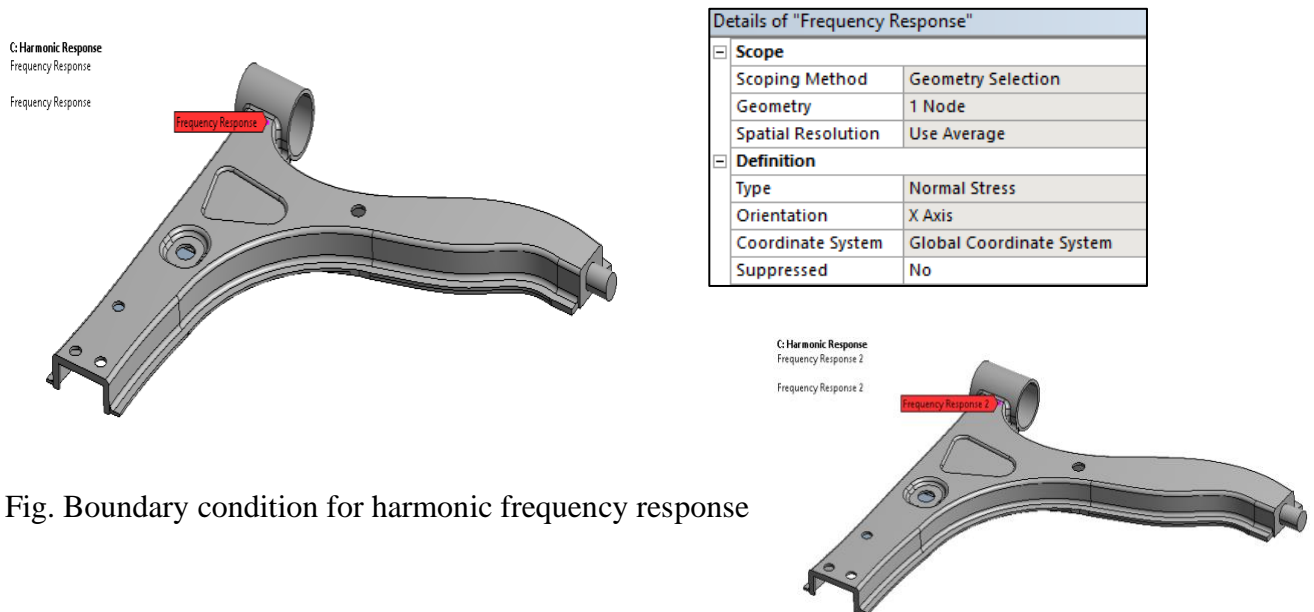 C: Harmonic Response
Frequency Response
Frequency Response
Frequency Response
Details of "Frequency Response"
Scope
Scoping Method Geometry Selection
Geometry 1 Node
Spatial Resolution Use Average
Definition
Type Normal Stress
Orientation X Axis
Coordinate System Global Coordinate System
Suppressed No
C: Harmonic Response
Frequency Response 2
Frequency Response 2
Frequency Response 2
Fig. Boundary condition for harmonic frequency response